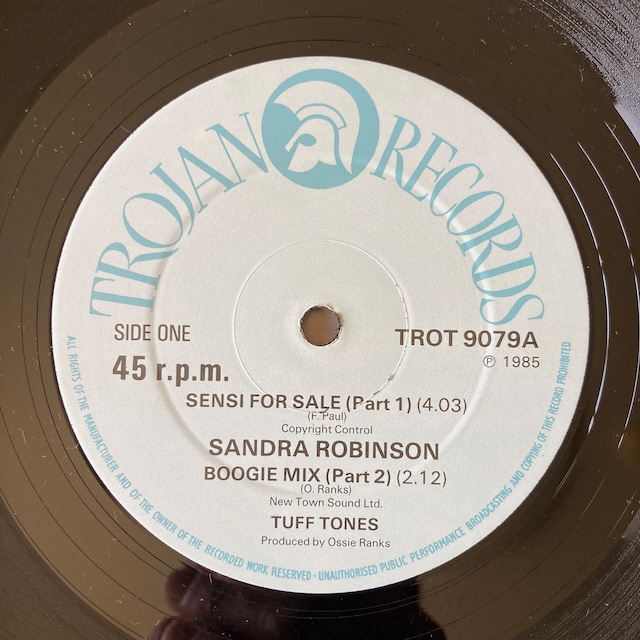 TROJAN RECORDS
SIDE ONE
TROT 9079A
45 r.p.m.
℗ 1985
SENSI FOR SALE (Part 1) (4.03)
(F. Paul)
Copyright Control
SANDRA ROBINSON
BOOGIE MIX (Part 2) (2.12)
(O. Ranks)
New Town Sound Ltd.
TUFF TONES
Produced by Ossie Ranks
ALL RIGHTS OF THE MANUFACTURER AND OF THE OWNER OF THE RECORDED WORK RESERVED · UNAUTHORISED PUBLIC PERFORMANCE BROADCASTING AND COPYING OF THIS RECORD PROHIBITED